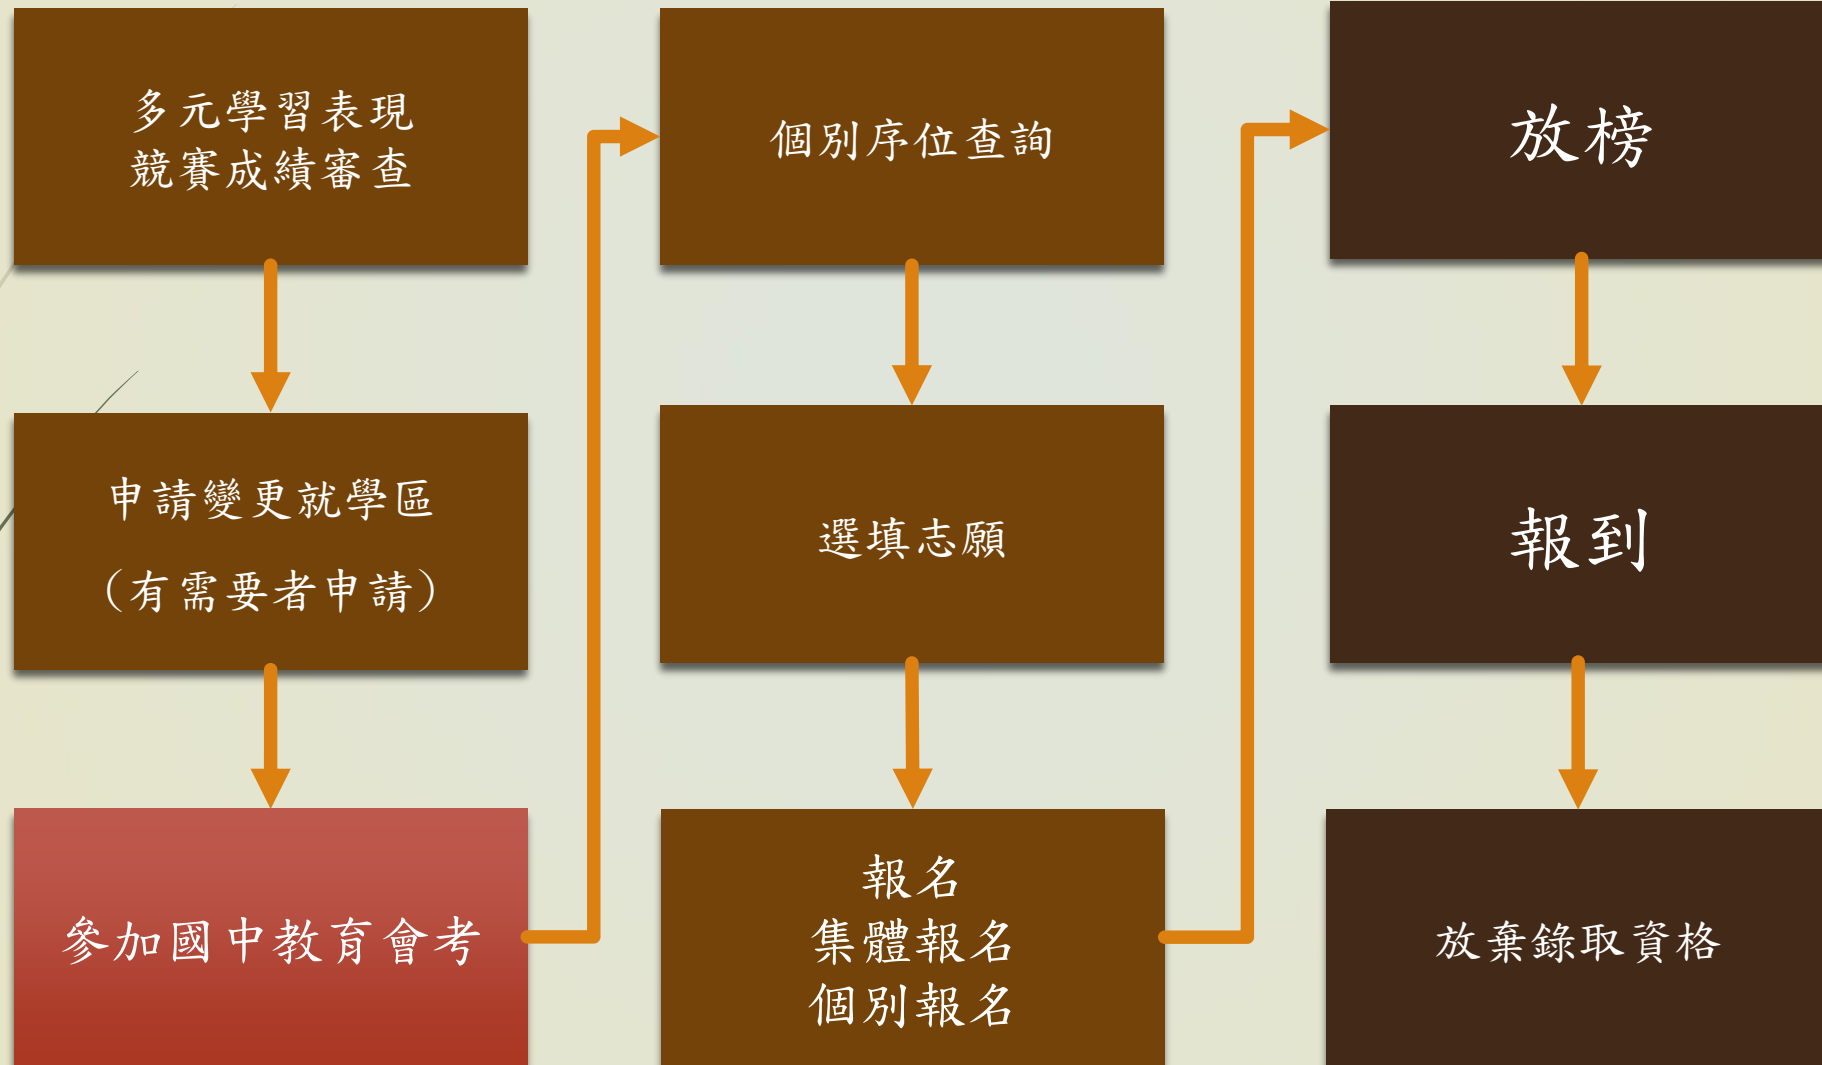 多元學習表現
競賽成績審查
申請變更就學區
（有需要者申請）
參加國中教育會考
個別序位查詢
選填志願
報名
集體報名
個別報名
放榜
報到
放棄錄取資格